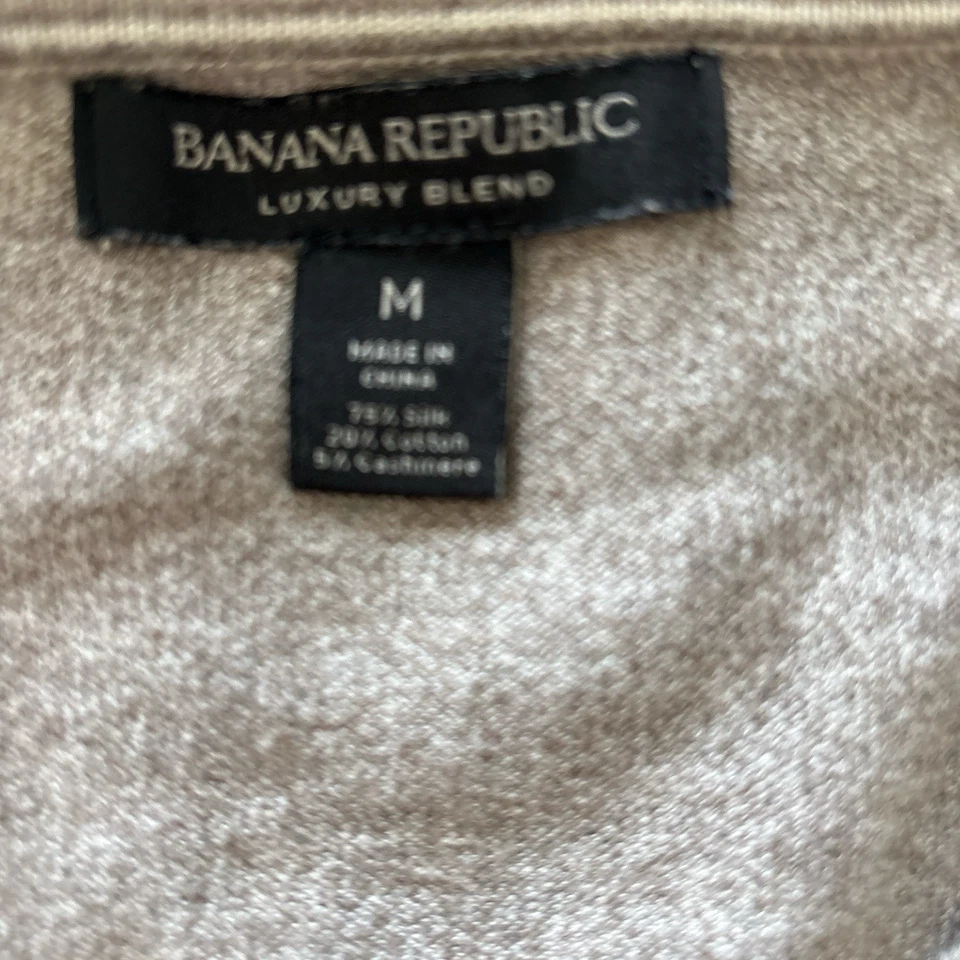 BANANA REPUBLIC
LUXURY BLEND
M
MADE IN
CHINA
75% Silk
20% Cotton
5% Cashmere